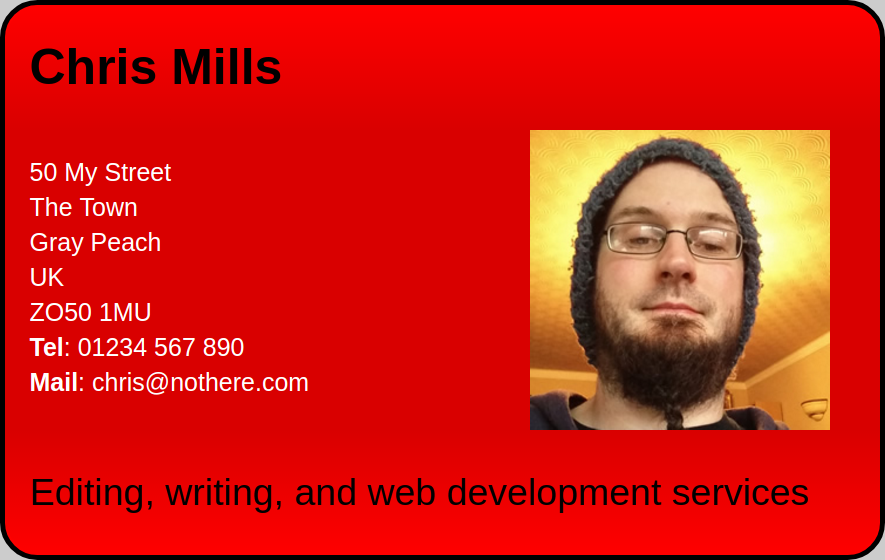 Chris Mills
50 My Street
The Town
Gray Peach
UK
ZO50 1MU
Tel: 01234 567 890
Mail: chris@nothere.com
Editing, writing, and web development services